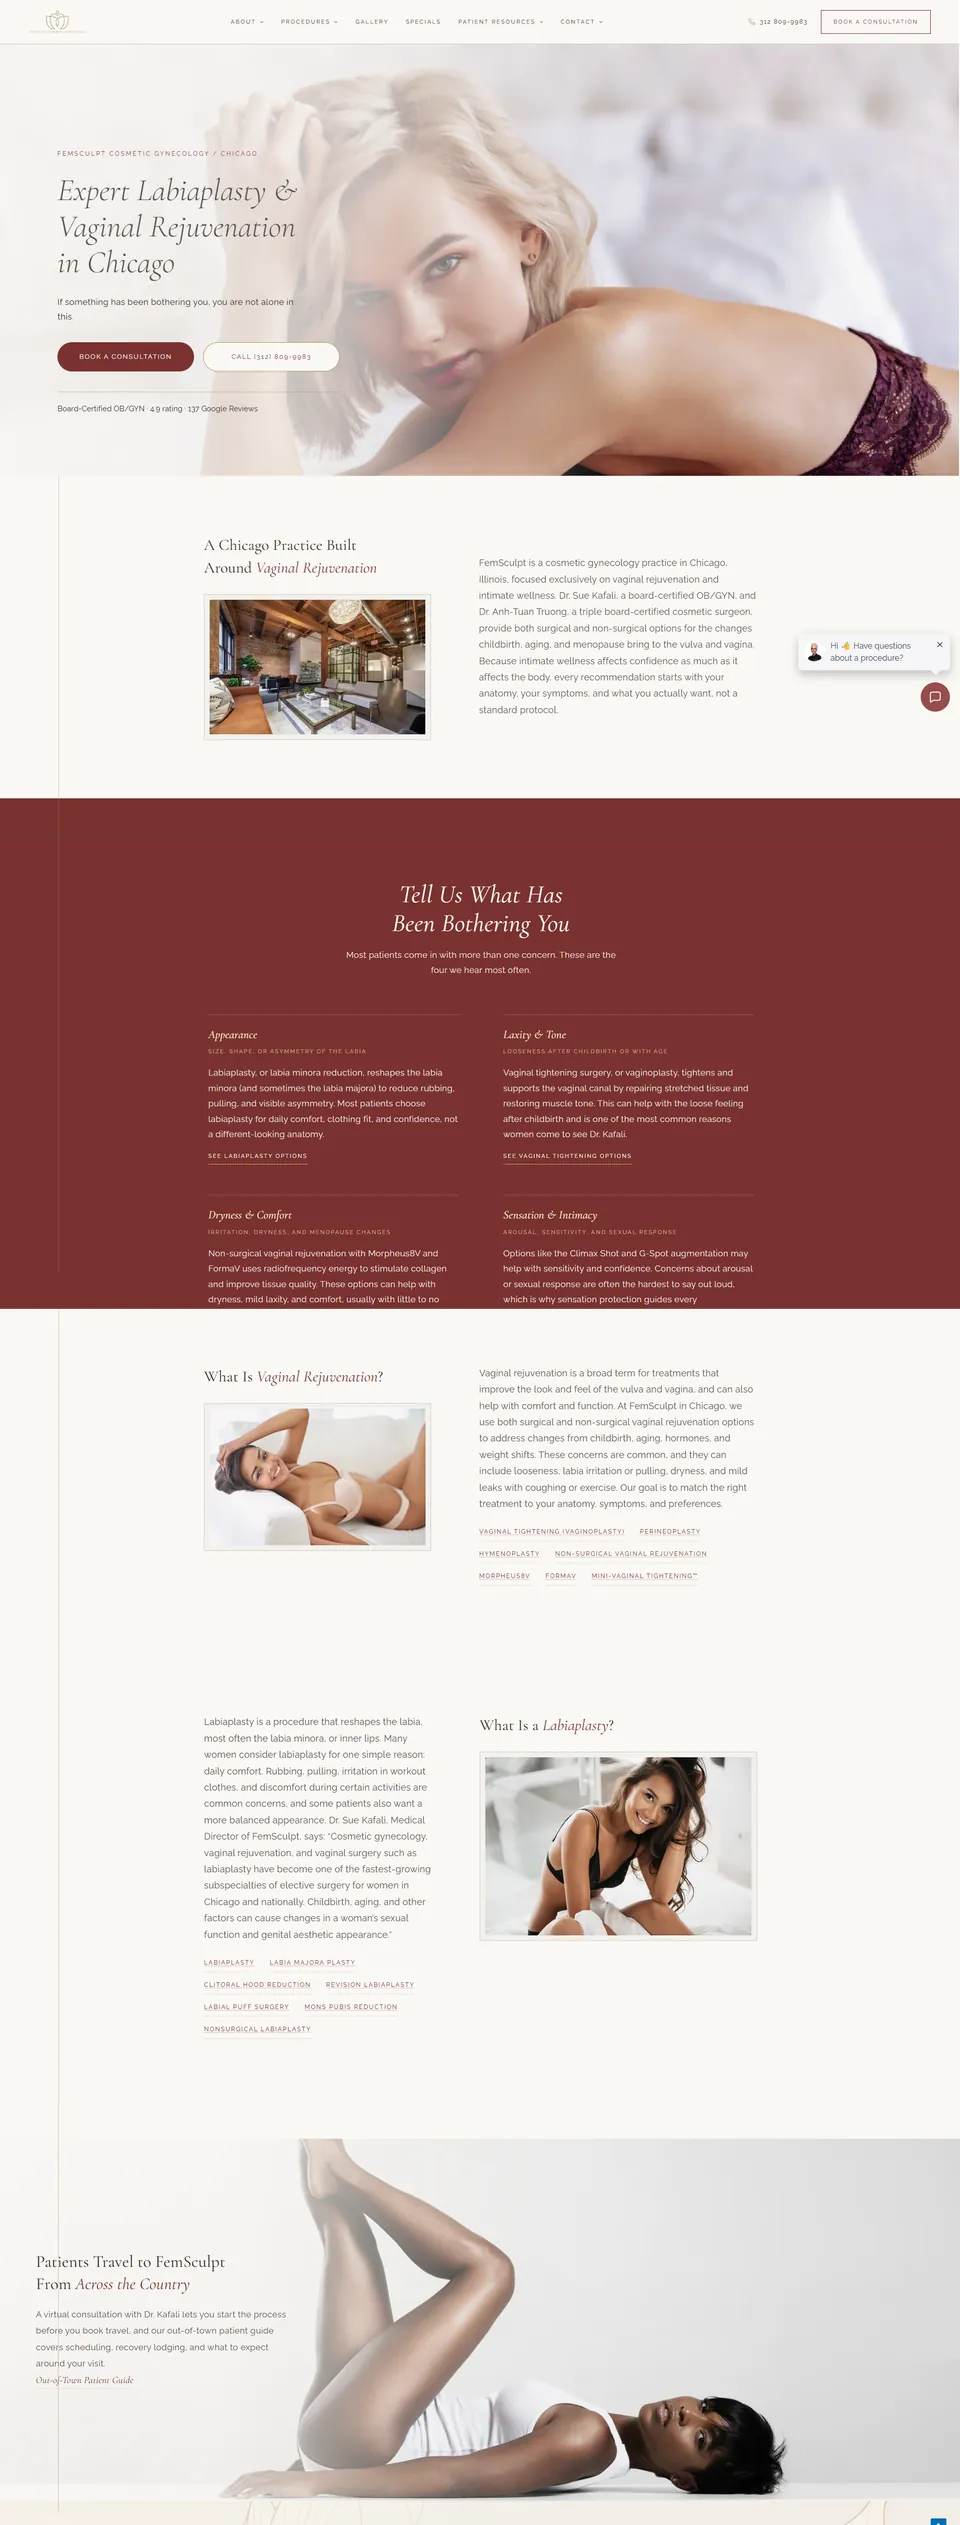 ABOUT
PROCEDURES
GALLERY
SPECIALS
PATIENT RESOURCES
CONTACT
312 809-9983
BOOK A CONSULTATION
FEMSCULPT COSMETIC GYNECOLOGY / CHICAGO
Expert Labiaplasty &
Vaginal Rejuvenation
in Chicago
If something has been bothering you, you are not alone in
this.
BOOK A CONSULTATION
CALL (312) 809-9983
Board-Certified OB/GYN · 4.9 rating · 137 Google Reviews
A Chicago Practice Built
Around Vaginal Rejuvenation
FemSculpt is a cosmetic gynecology practice in Chicago,
Illinois, focused exclusively on vaginal rejuvenation and
intimate wellness. Dr. Sue Kafali, a board-certified OB/GYN, and
Dr. Anh-Tuan Truong, a triple board-certified cosmetic surgeon,
provide both surgical and non-surgical options for the changes
childbirth, aging, and menopause bring to the vulva and vagina.
Because intimate wellness affects confidence as much as it
affects the body, every recommendation starts with your
anatomy, your symptoms, and what you actually want, not a
standard protocol.
Hi 👋 Have questions
about a procedure?
Tell Us What Has
Been Bothering You
Most patients come in with more than one concern. These are the
four we hear most often.
Appearance
SIZE, SHAPE, OR ASYMMETRY OF THE LABIA
Labiaplasty, or labia minora reduction, reshapes the labia
minora (and sometimes the labia majora) to reduce rubbing,
pulling, and visible asymmetry. Most patients choose
labiaplasty for daily comfort, clothing fit, and confidence, not
a different-looking anatomy.
SEE LABIAPLASTY OPTIONS
Laxity & Tone
LOOSENESS AFTER CHILDBIRTH OR WITH AGE
Vaginal tightening surgery, or vaginoplasty, tightens and
supports the vaginal canal by repairing stretched tissue and
restoring muscle tone. This can help with the loose feeling
after childbirth and is one of the most common reasons
women come to see Dr. Kafali.
SEE VAGINAL TIGHTENING OPTIONS
Dryness & Comfort
IRRITATION, DRYNESS, AND MENOPAUSE CHANGES
Non-surgical vaginal rejuvenation with Morpheus8V and
FormaV uses radiofrequency energy to stimulate collagen
and improve tissue quality. These options can help with
dryness, mild laxity, and comfort, usually with little to no
Sensation & Intimacy
AROUSAL, SENSITIVITY, AND SEXUAL RESPONSE
Options like the Climax Shot and G-Spot augmentation may
help with sensitivity and confidence. Concerns about arousal
or sexual response are often the hardest to say out loud,
which is why sensation protection guides every
What Is Vaginal Rejuvenation?
Vaginal rejuvenation is a broad term for treatments that
improve the look and feel of the vulva and vagina, and can also
help with comfort and function. At FemSculpt in Chicago, we
use both surgical and non-surgical vaginal rejuvenation options
to address changes from childbirth, aging, hormones, and
weight shifts. These concerns are common, and they can
include looseness, labia irritation or pulling, dryness, and mild
leaks with coughing or exercise. Our goal is to match the right
treatment to your anatomy, symptoms, and preferences.
VAGINAL TIGHTENING (VAGINOPLASTY)
PERINEOPLASTY
HYMENOPLASTY
NON-SURGICAL VAGINAL REJUVENATION
MORPHEUS8V
FORMAV
MINI-VAGINAL TIGHTENING™
Labiaplasty is a procedure that reshapes the labia,
most often the labia minora, or inner lips. Many
women consider labiaplasty for one simple reason:
daily comfort. Rubbing, pulling, irritation in workout
clothes, and discomfort during certain activities are
common concerns, and some patients also want a
more balanced appearance. Dr. Sue Kafali, Medical
Director of FemSculpt, says: "Cosmetic gynecology,
vaginal rejuvenation, and vaginal surgery such as
labiaplasty have become one of the fastest-growing
subspecialties of elective surgery for women in
Chicago and nationally. Childbirth, aging, and other
factors can cause changes in a woman's sexual
function and genital aesthetic appearance."
LABIAPLASTY
LABIA MAJORA PLASTY
CLITORAL HOOD REDUCTION
REVISION LABIAPLASTY
LABIAL PUFF SURGERY
MONS PUBIS REDUCTION
NONSURGICAL LABIAPLASTY
What Is a Labiaplasty?
Patients Travel to FemSculpt
From Across the Country
A virtual consultation with Dr. Kafali lets you start the process
before you book travel, and our out-of-town patient guide
covers scheduling, recovery lodging, and what to expect
around your visit.
Out-of-Town Patient Guide